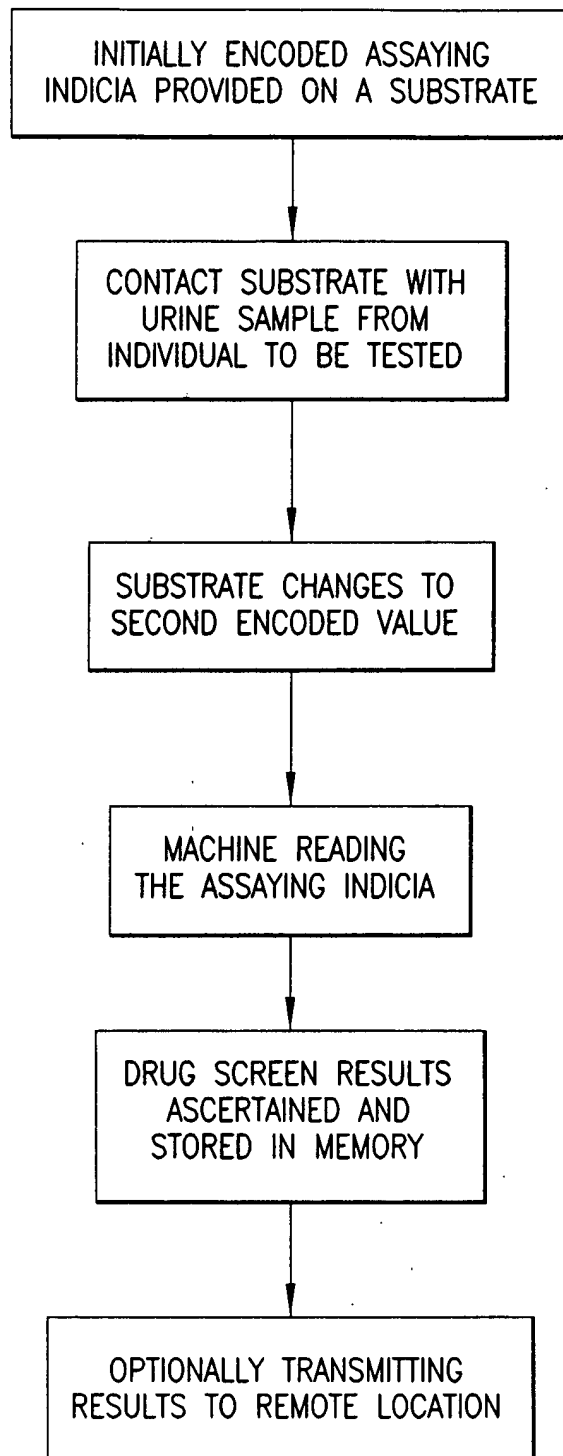 INITIALLY ENCODED ASSAYING
INDICIA PROVIDED ON A SUBSTRATE
CONTACT SUBSTRATE WITH
URINE SAMPLE FROM
INDIVIDUAL TO BE TESTED
SUBSTRATE CHANGES TO
SECOND ENCODED VALUE
MACHINE READING
THE ASSAYING INDICIA
DRUG SCREEN RESULTS
ASCERTAINED AND
STORED IN MEMORY
OPTIONALLY TRANSMITTING
RESULTS TO REMOTE LOCATION